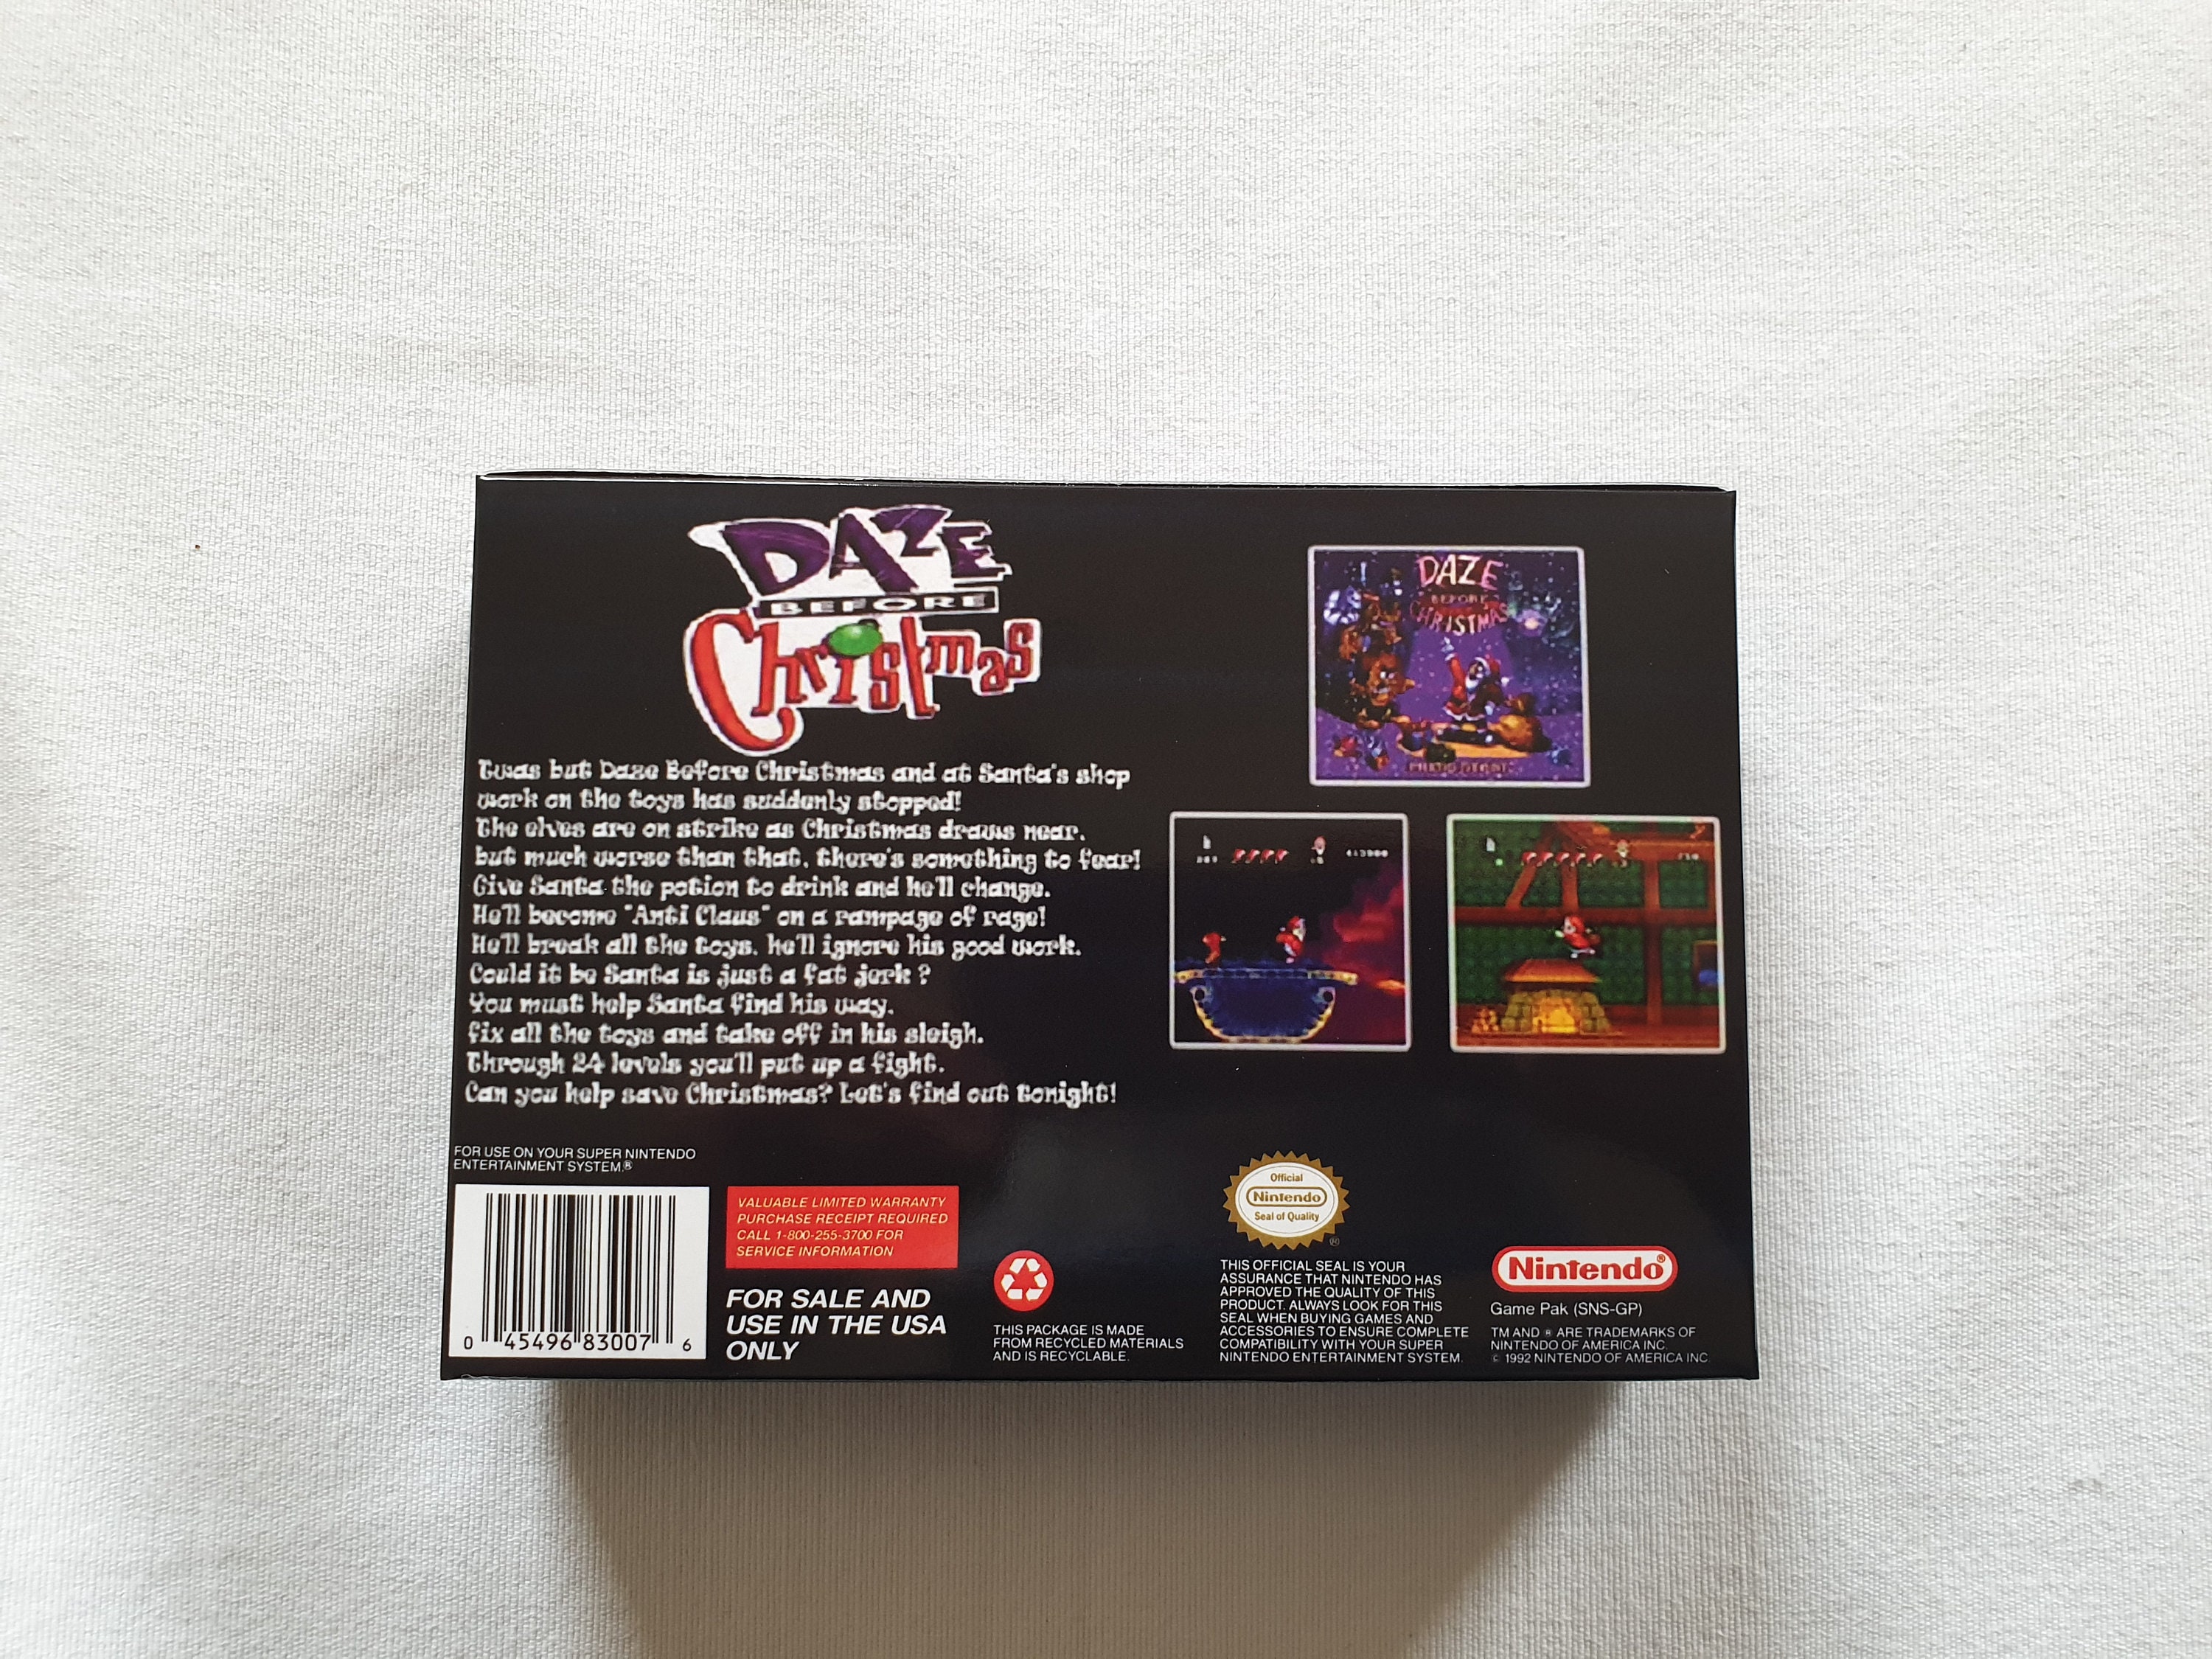 DAZE
BEFORE
Christmas
Twas but Daze Before Christmas and at Santa's shop
work on the toys has suddenly stopped!
The elves are on strike as Christmas draws near.
but much worse than that, there's something to fear!
Give Santa the potion to drink and he'll change.
He'll become "Anti Claus" on a rampage of rage!
He'll break all the toys, he'll ignore his good work.
Could it be Santa is just a fat jerk ?
You must help Santa find his way.
fix all the toys and take off in his sleigh.
Through 24 levels you'll put up a fight.
Can you help save Christmas? Let's find out tonight!
DAZE
BEFORE
CHRISTMAS
FOR USE ON YOUR SUPER NINTENDO
ENTERTAINMENT SYSTEM.®
0 45496 83007 6
VALUABLE LIMITED WARRANTY
PURCHASE RECEIPT REQUIRED
CALL 1-800-255-3700 FOR
SERVICE INFORMATION
FOR SALE AND
USE IN THE USA
ONLY
THIS PACKAGE IS MADE
FROM RECYCLED MATERIALS
AND IS RECYCLABLE.
Official
Nintendo
Seal of Quality
®
THIS OFFICIAL SEAL IS YOUR
ASSURANCE THAT NINTENDO HAS
APPROVED THE QUALITY OF THIS
PRODUCT. ALWAYS LOOK FOR THIS
SEAL WHEN BUYING GAMES AND
ACCESSORIES TO ENSURE COMPLETE
COMPATIBILITY WITH YOUR SUPER
NINTENDO ENTERTAINMENT SYSTEM.
Nintendo®
Game Pak (SNS-GP)
TM AND ® ARE TRADEMARKS OF
NINTENDO OF AMERICA INC.
© 1992 NINTENDO OF AMERICA INC.